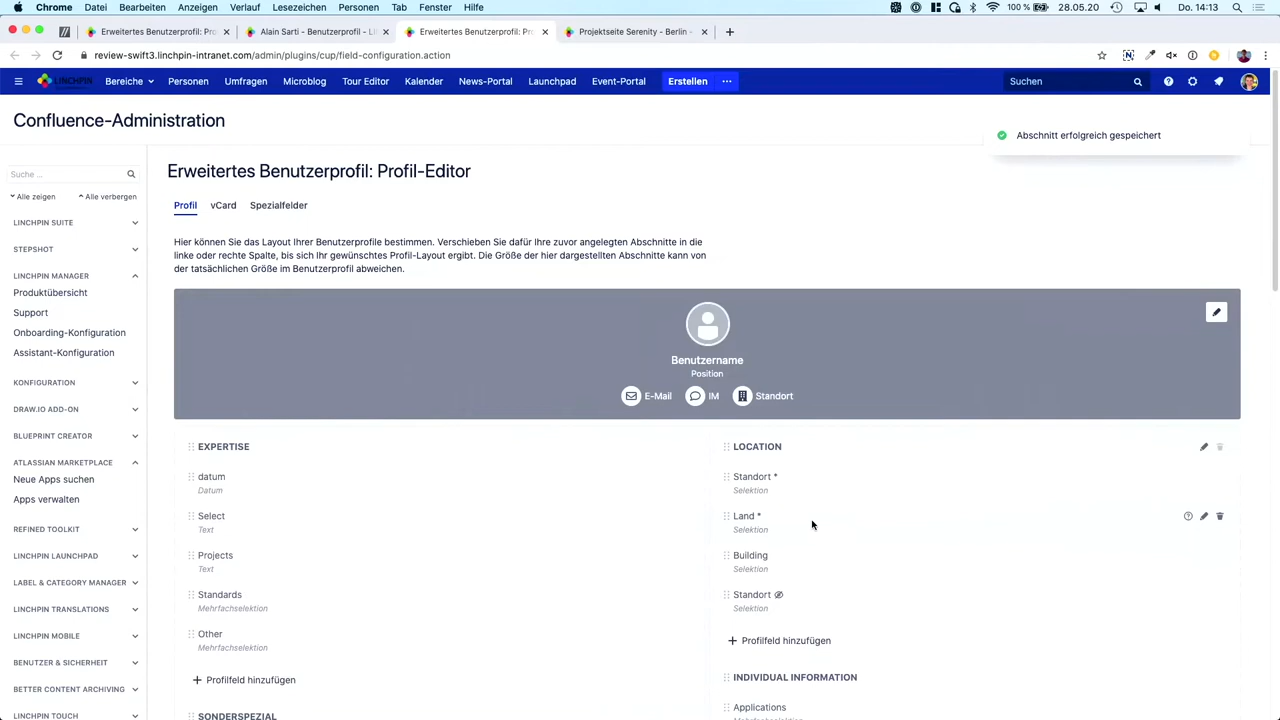 Chrome Datei Bearbeiten Anzeigen Verlauf Lesezeichen Personen Tab Fenster Hilfe 100 % 28.05.20 Do. 14:13
Erweitertes Benutzerprofil: Pro Alain Sarti - Benutzerprofil - LI Erweitertes Benutzerprofil: Pro Projektseite Serenity - Berlin -
review-swift3.linchpin-intranet.com/admin/plugins/cup/field-configuration.action
LINCHPIN Bereiche Personen Umfragen Microblog Tour Editor Kalender News-Portal Launchpad Event-Portal Erstellen ··· Suchen
Confluence-Administration
Abschnitt erfolgreich gespeichert
Suche ...
Alle zeigen Alle verbergen
LINCHPIN SUITE
STEPSHOT
LINCHPIN MANAGER
Produktübersicht
Support
Onboarding-Konfiguration
Assistant-Konfiguration
KONFIGURATION
DRAW.IO ADD-ON
BLUEPRINT CREATOR
ATLASSIAN MARKETPLACE
Neue Apps suchen
Apps verwalten
REFINED TOOLKIT
LINCHPIN LAUNCHPAD
LABEL & CATEGORY MANAGER
LINCHPIN TRANSLATIONS
LINCHPIN MOBILE
BENUTZER & SICHERHEIT
BETTER CONTENT ARCHIVING
LINCHPIN TOUCH
Erweitertes Benutzerprofil: Profil-Editor
Profil vCard Spezialfelder
Hier können Sie das Layout Ihrer Benutzerprofile bestimmen. Verschieben Sie dafür Ihre zuvor angelegten Abschnitte in die
linke oder rechte Spalte, bis sich Ihr gewünschtes Profil-Layout ergibt. Die Größe der hier dargestellten Abschnitte kann von
der tatsächlichen Größe im Benutzerprofil abweichen.
Benutzername
Position
E-Mail IM Standort
EXPERTISE
datum
Datum
Select
Text
Projects
Text
Standards
Mehrfachselektion
Other
Mehrfachselektion
+ Profilfeld hinzufügen
SONDERSPEZIAL
LOCATION
Standort *
Selektion
Land *
Selektion
Building
Selektion
Standort
Selektion
+ Profilfeld hinzufügen
INDIVIDUAL INFORMATION
Applications
Mehrfachselektion